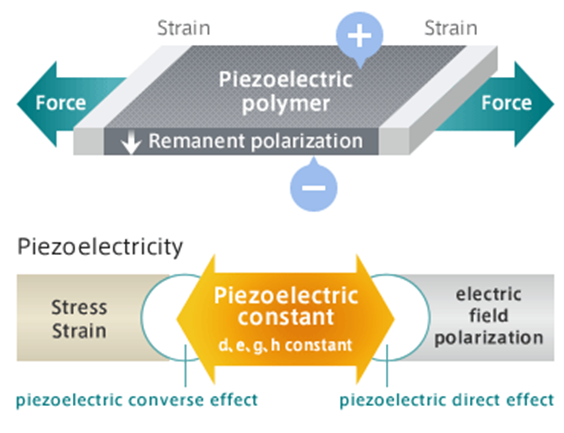 Strain
Strain
+
Piezoelectric
polymer
Force
Force
Remanent polarization
−
Piezoelectricity
Stress
Strain
Piezoelectric
constant
d、e、g、h constant
electric
field
polarization
piezoelectric converse effect
piezoelectric direct effect